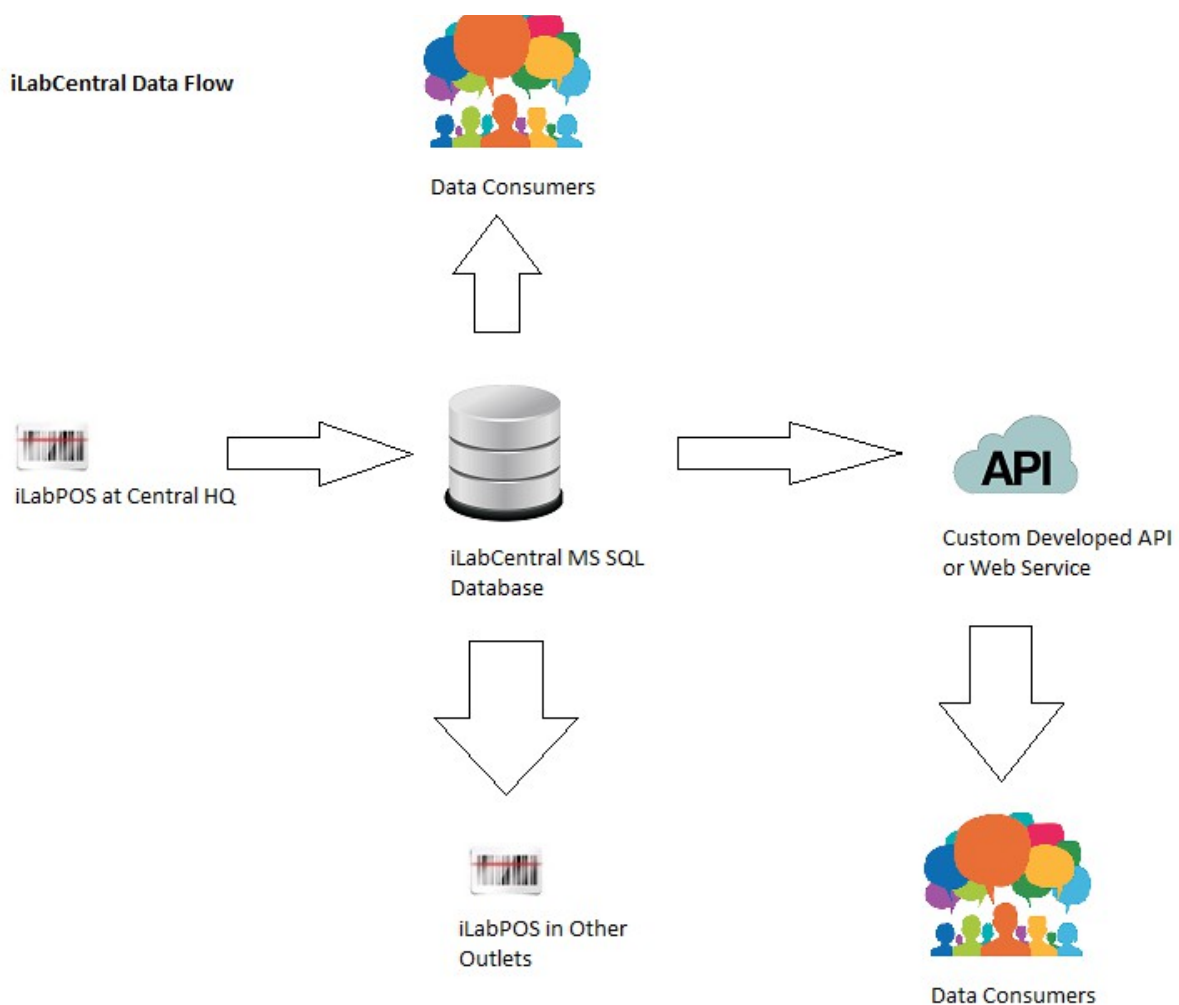 iLabCentral Data Flow
Data Consumers
iLabPOS at Central HQ
iLabCentral MS SQL
Database
API
Custom Developed API
or Web Service
iLabPOS in Other
Outlets
Data Consumers